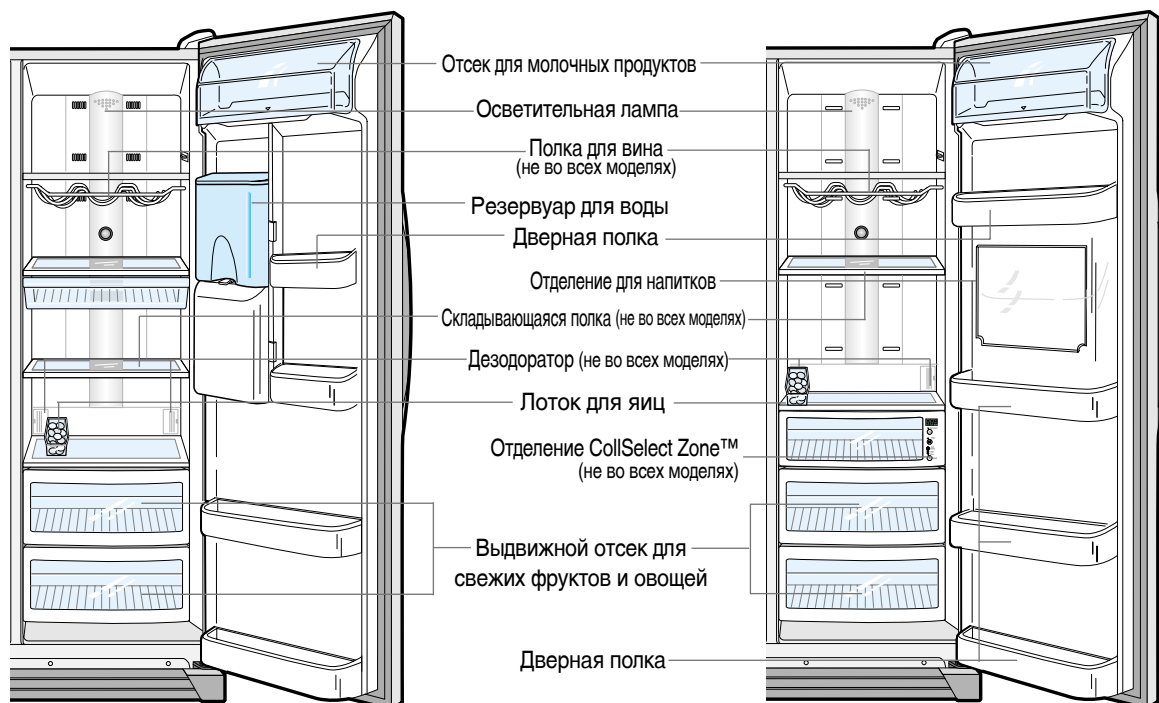 Отсек для молочных продуктов
Осветительная лампа
Полка для вина
(не во всех моделях)
Резервуар для воды
Дверная полка
Отделение для напитков
Складывающаяся полка (не во всех моделях)
Дезодоратор (не во всех моделях)
Лоток для яиц
Отделение CollSelect Zone™
(не во всех моделях)
Выдвижной отсек для
свежих фруктов и овощей
Дверная полка